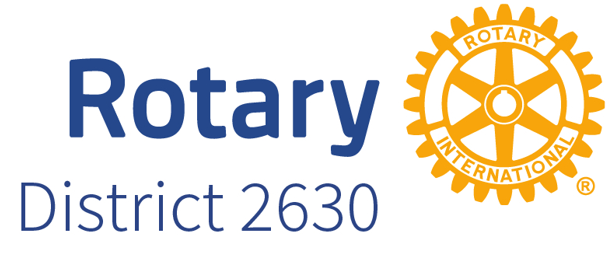 Rotary
District 2630
ROTARY
INTERNATIONAL
®